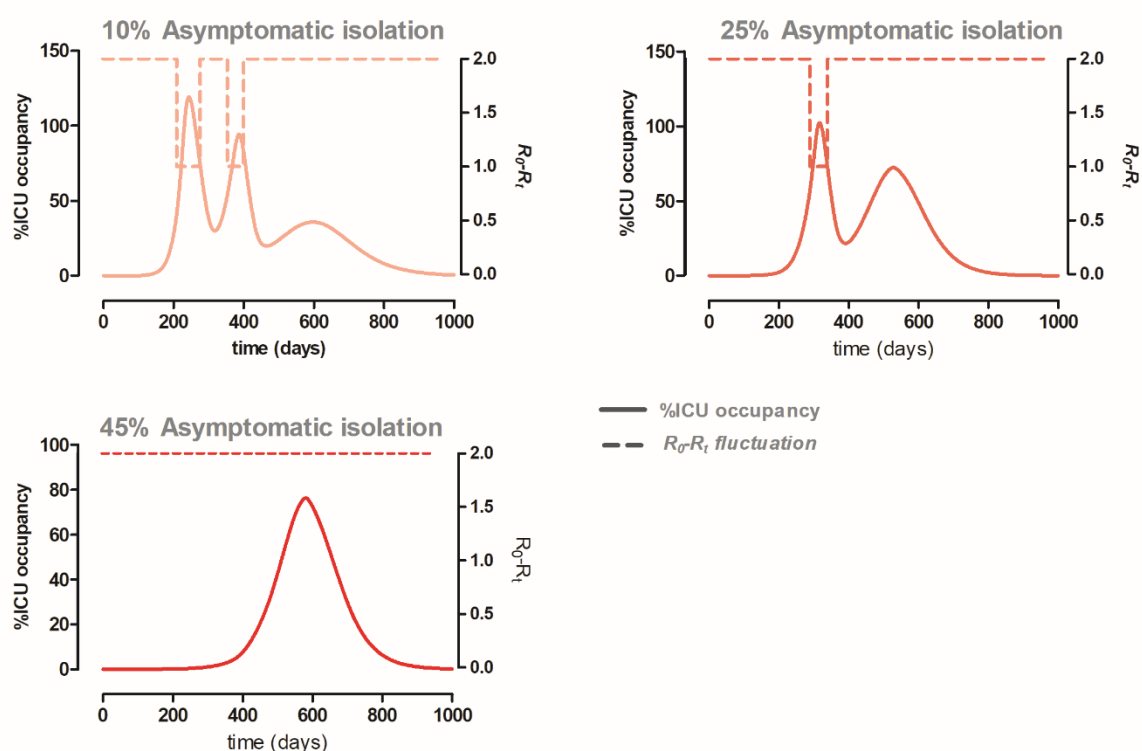 10% Asymptomatic isolation
150
100
50
0
%ICU occupancy
2.0
1.5
1.0
0.5
0.0
R0-Rt
0 200 400 600 800 1000
time (days)
25% Asymptomatic isolation
150
100
50
0
%ICU occupancy
2.0
1.5
1.0
0.5
0.0
R0-Rt
0 200 400 600 800 1000
time (days)
45% Asymptomatic isolation
100
80
60
40
20
0
%ICU occupancy
2.0
1.5
1.0
0.5
0.0
R0-Rt
0 200 400 600 800 1000
time (days)
%ICU occupancy
R0-Rt fluctuation